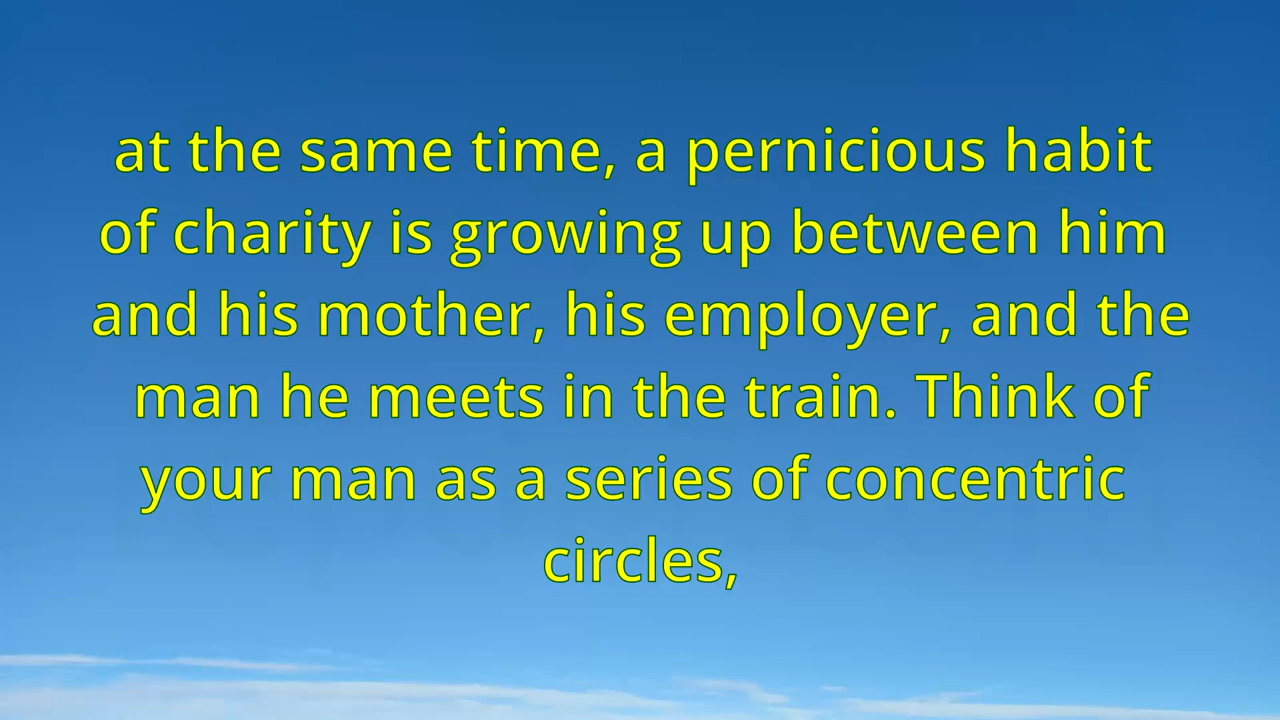 at the same time, a pernicious habit
of charity is growing up between him
and his mother, his employer, and the
man he meets in the train. Think of
your man as a series of concentric
circles,